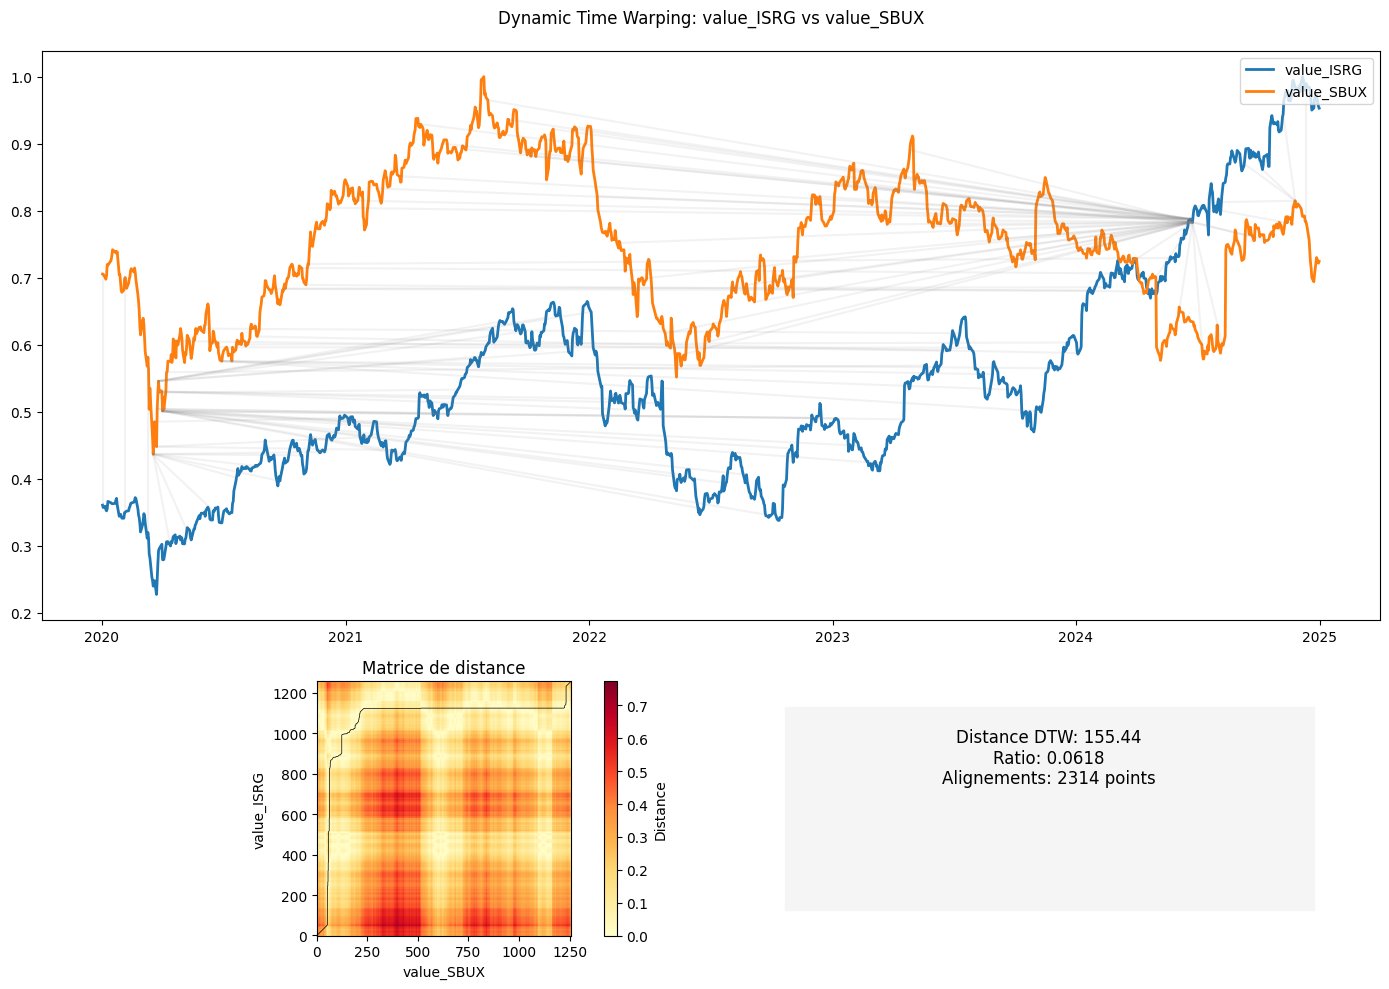 Dynamic Time Warping: value_ISRG vs value_SBUX
value_ISRG
value_SBUX
1.0
0.9
0.8
0.7
0.6
0.5
0.4
0.3
0.2
2020 2021 2022 2023 2024 2025
Matrice de distance
value_ISRG
1200
1000
800
600
400
200
0
0 250 500 750 1000 1250
value_SBUX
0.7
0.6
0.5
0.4
0.3
0.2
0.1
0.0
Distance
Distance DTW: 155.44
Ratio: 0.0618
Alignements: 2314 points